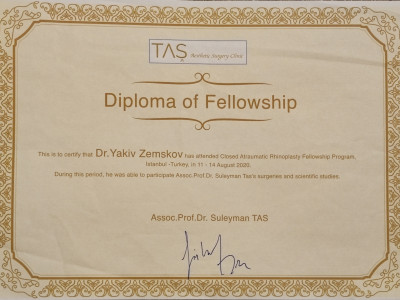 TAŞ Aesthetic Surgery Clinic
Diploma of Fellowship
This is to certify that Dr.Yakiv Zemskov has attended Closed Atraumatic Rhinoplasty Fellowship Program,
Istanbul -Turkey, in 11 - 14 August 2020.
During this period, he was able to participate Assoc.Prof.Dr. Suleyman Tas's surgeries and scientific studies.
Assoc.Prof.Dr. Suleyman TAS